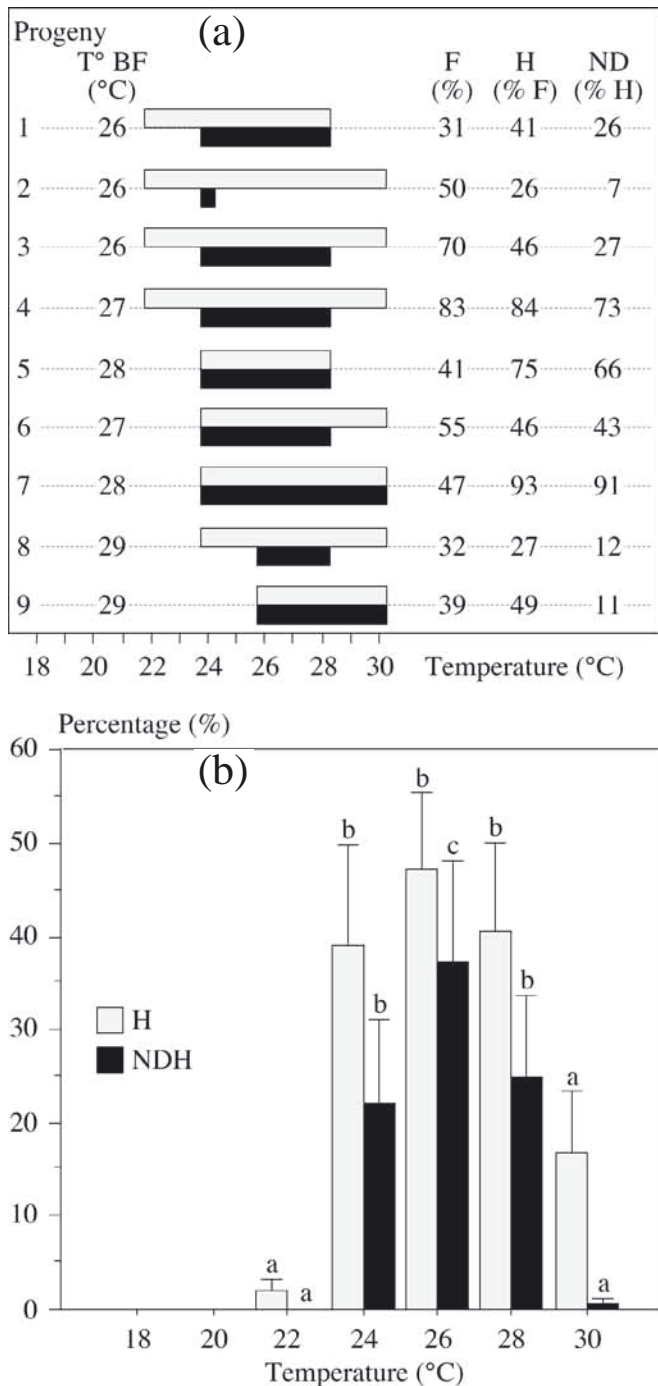 Progeny (a)
T° BF F H ND
(°C) (%) (% F) (% H)
1 26 31 41 26
2 26 50 26 7
3 26 70 46 27
4 27 83 84 73
5 28 41 75 66
6 27 55 46 43
7 28 47 93 91
8 29 32 27 12
9 29 39 49 11
18 20 22 24 26 28 30 Temperature (°C)
Percentage (%)
(b)
60
50
40
30
20
10
0
b
b
b
c
b
b
a
a
a
a
H
NDH
18 20 22 24 26 28 30
Temperature (°C)